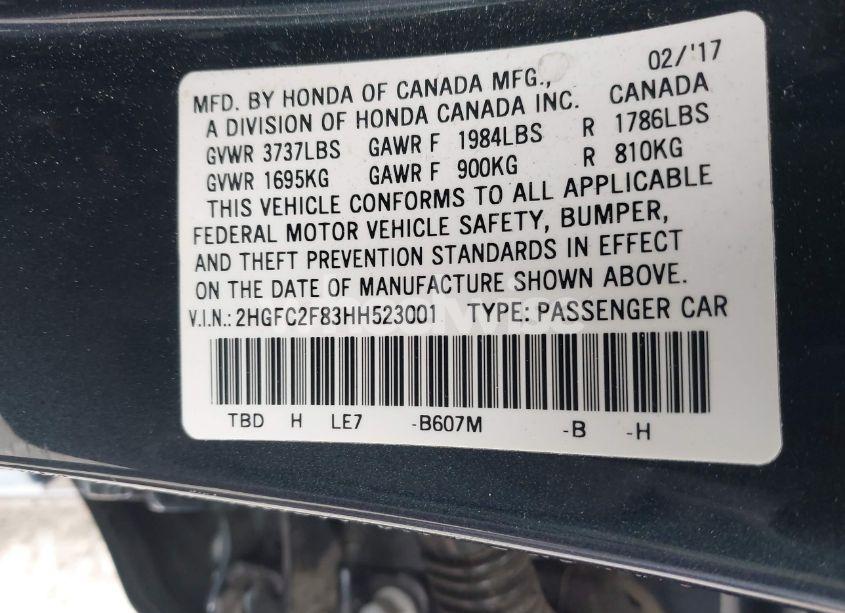 02/'17
MFD. BY HONDA OF CANADA MFG.,
A DIVISION OF HONDA CANADA INC. CANADA
GVWR 3737LBS GAWR F 1984LBS R 1786LBS
GVWR 1695KG GAWR F 900KG R 810KG
THIS VEHICLE CONFORMS TO ALL APPLICABLE
FEDERAL MOTOR VEHICLE SAFETY, BUMPER,
AND THEFT PREVENTION STANDARDS IN EFFECT
ON THE DATE OF MANUFACTURE SHOWN ABOVE.
V.I.N.: 2HGFC2F83HH523001 TYPE: PASSENGER CAR
TBD H LE7 -B607M -B -H